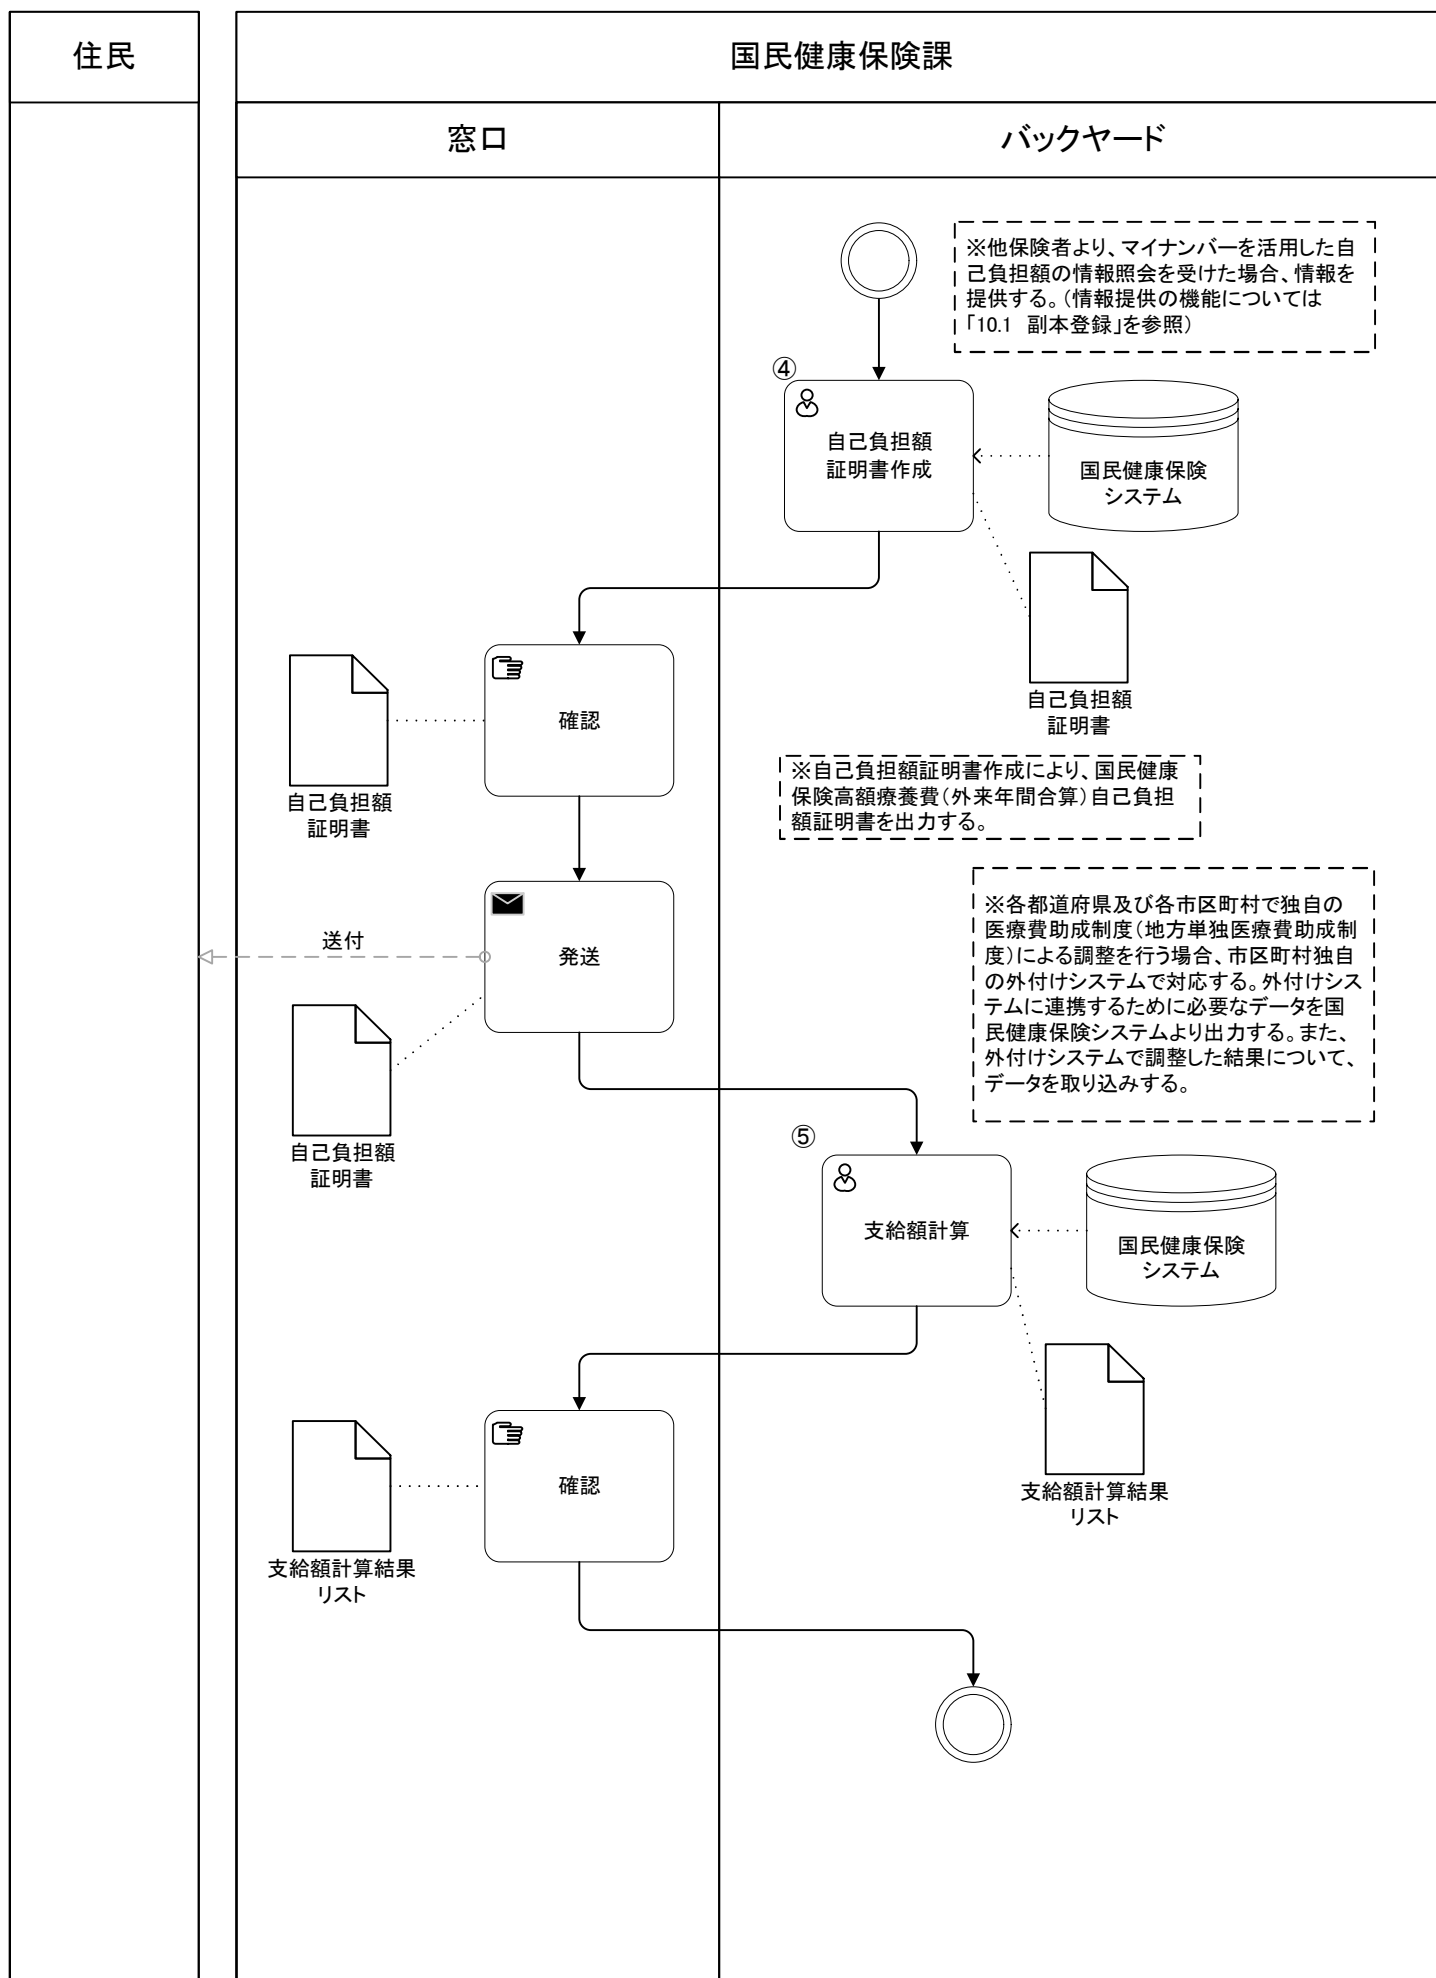 住民
国民健康保険課
窓口
バックヤード
※他保険者より、マイナンバーを活用した自
己負担額の情報照会を受けた場合、情報を
提供する。（情報提供の機能については
「10.1　副本登録」を参照）
④
自己負担額
証明書作成
国民健康保険
システム
自己負担額
証明書
確認
自己負担額
証明書
※自己負担額証明書作成により、国民健康
保険高額療養費（外来年間合算）自己負担
額証明書を出力する。
発送
送付
自己負担額
証明書
※各都道府県及び各市区町村で独自の
医療費助成制度（地方単独医療費助成制
度）による調整を行う場合、市区町村独自
の外付けシステムで対応する。外付けシス
テムに連携するために必要なデータを国
民健康保険システムより出力する。また、
外付けシステムで調整した結果について、
データを取り込みする。
⑤
支給額計算
国民健康保険
システム
支給額計算結果
リスト
確認
支給額計算結果
リスト